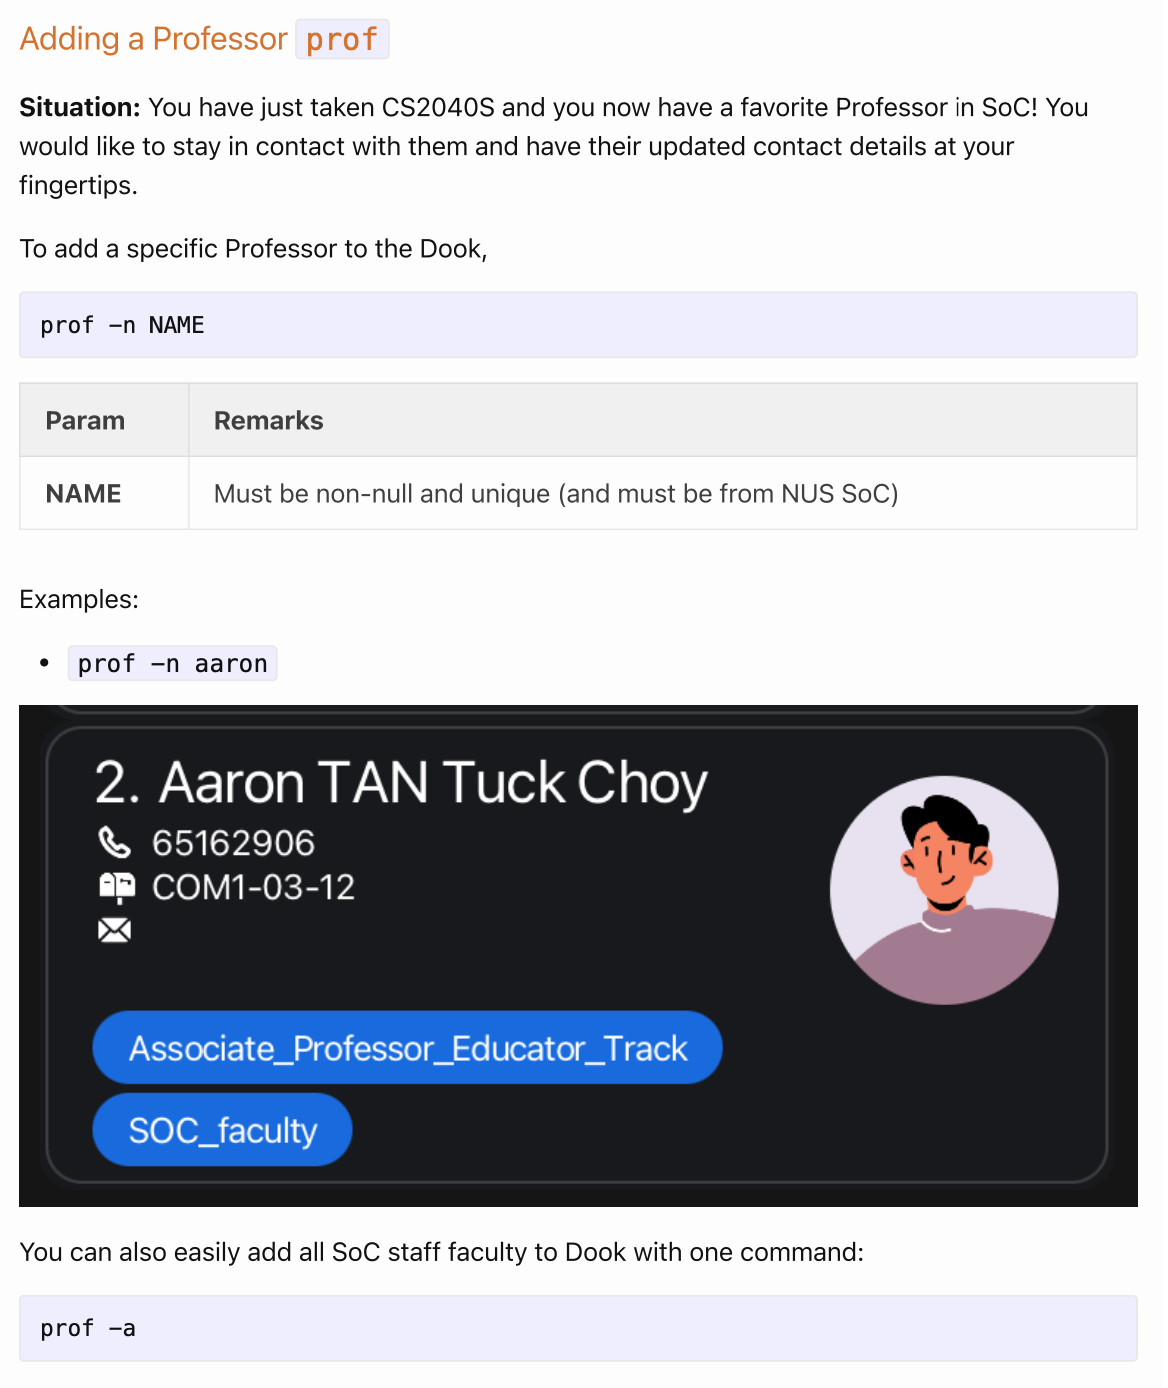 Adding a Professor prof
Situation: You have just taken CS2040S and you now have a favorite Professor in SoC! You
would like to stay in contact with them and have their updated contact details at your
fingertips.
To add a specific Professor to the Dook,
prof -n NAME
Param Remarks
NAME Must be non-null and unique (and must be from NUS SoC)
Examples:
• prof -n aaron
2. Aaron TAN Tuck Choy
65162906
COM1-03-12
Associate_Professor_Educator_Track
SOC_faculty
You can also easily add all SoC staff faculty to Dook with one command:
prof -a